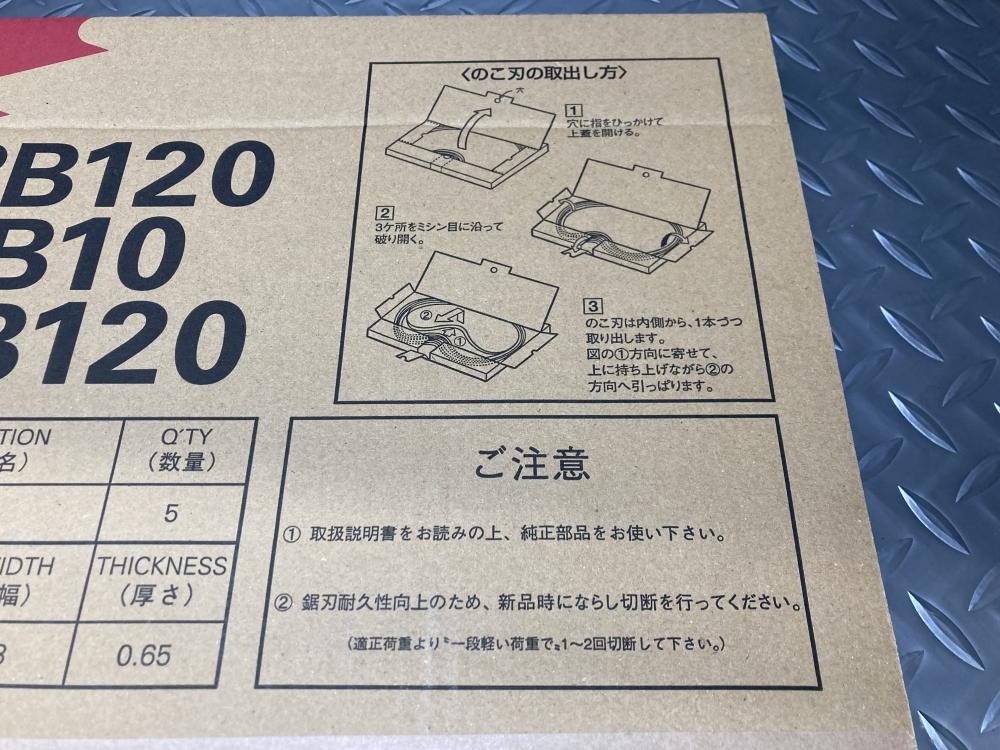 B120
B10
B120
TION
Q'TY
名)
(数量)
5
IDTH
THICKNESS
幅)
(厚さ)
0.65
〈のこ刃の取出し方〉
穴
1
穴に指をひっかけて
上蓋を開ける。
2
3ケ所をミシン目に沿って
破り開く。
3
のこ刃は内側から、1本づつ
取り出します。
図の①方向に寄せて、
上に持ち上げながら②の
方向へ引っぱります。
②
①
ご注意
① 取扱説明書をお読みの上、純正部品をお使い下さい。
② 鋸刃耐久性向上のため、新品時にならし切断を行ってください。
(適正荷重より〝一段軽い荷重で〟1～2回切断して下さい。)